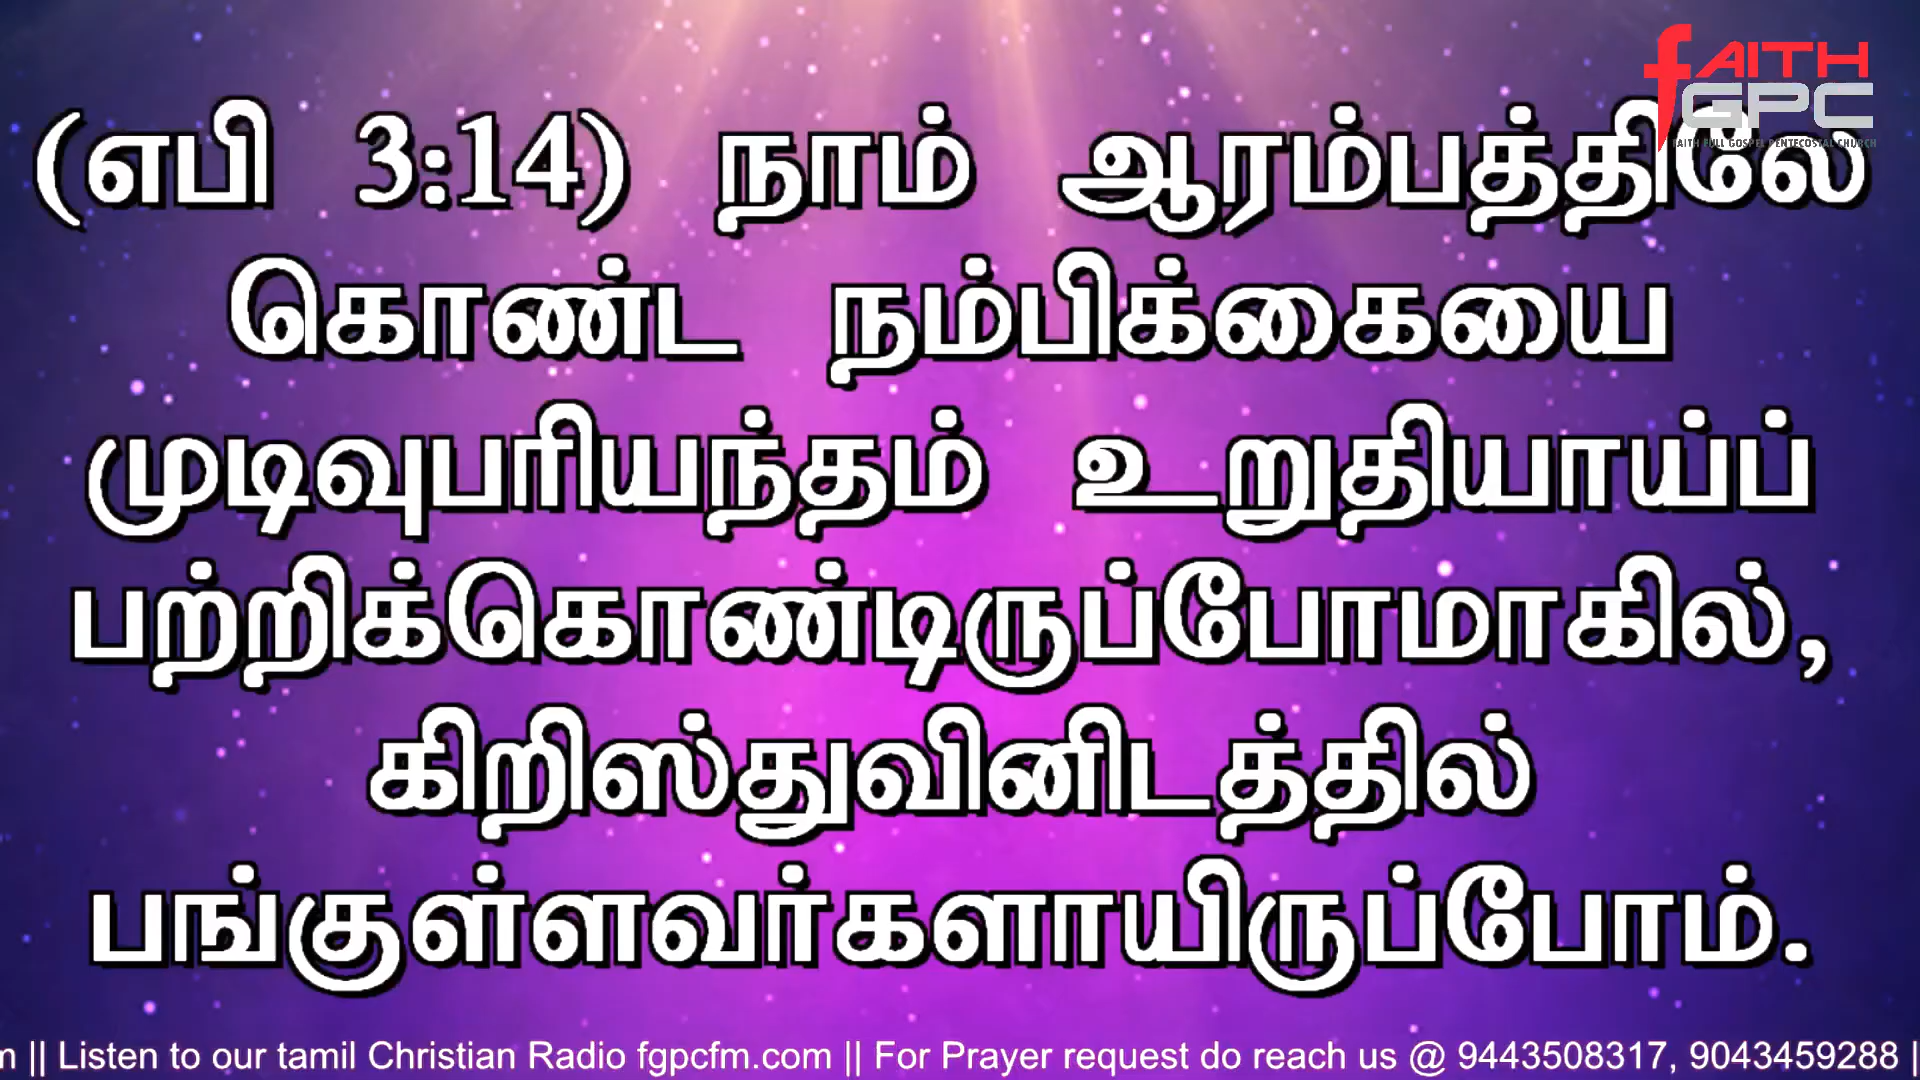 fAITH
GPC
FAITH FULL GOSPEL PENTECOSTAL CHURCH
(எபி 3:14) நாம் ஆரம்பத்திலே
கொண்ட நம்பிக்கையை
முடிவுபரியந்தம் உறுதியாய்ப்
பற்றிக்கொண்டிருப்போமாகில்,
கிறிஸ்துவினிடத்தில்
பங்குள்ளவர்களாயிருப்போம்.
m || Listen to our tamil Christian Radio fgpcfm.com || For Prayer request do reach us @ 9443508317, 9043459288 |